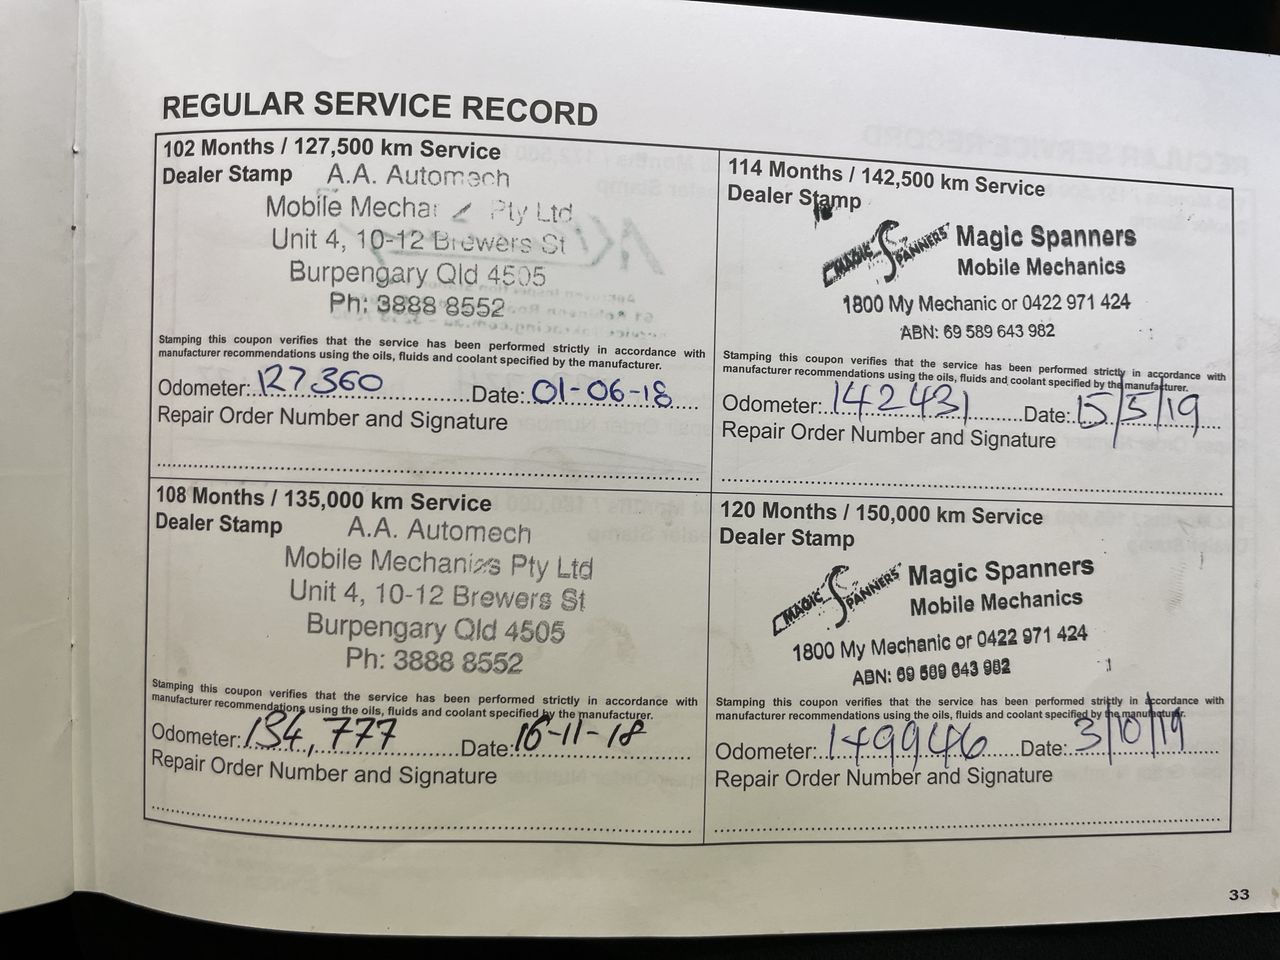 REGULAR SERVICE RECORD
102 Months / 127,500 km Service
Dealer Stamp A.A. Automech
Mobile Pty Ltd
Unit 4, 10-12 Brewers St
Burpengary Qld 4505
Ph: 3888 8552
Stamping this coupon verifies that the service has been performed strictly in accordance with
manufacturer recommendations using the oils, fluids and coolant specified by the manufacturer.
Odometer: 127360 Date: 01-06-18
Repair Order Number and Signature
108 Months / 135,000 km Service
Dealer Stamp A.A. Automech
Mobile Mechanics Pty Ltd
Unit 4, 10-12 Brewers St
Burpengary Qld 4505
Ph: 3888 8552
Stamping this coupon verifies that the service has been performed strictly in accordance with
manufacturer recommendations using the oils, fluids and coolant specified by the manufacturer.
Odometer: 134,777 Date: 16-11-18
Repair Order Number and Signature
114 Months / 142,500 km Service
Dealer Stamp
MAGIC SPANNERS Magic Spanners
Mobile Mechanics
1800 My Mechanic or 0422 971 424
ABN: 69 589 643 982
Stamping this coupon verifies that the service has been performed strictly in accordance with
manufacturer recommendations using the oils, fluids and coolant specified by the manufacturer.
Odometer: 142431 Date: 15/5/19
Repair Order Number and Signature
120 Months / 150,000 km Service
Dealer Stamp
MAGIC SPANNERS Magic Spanners
Mobile Mechanics
1800 My Mechanic or 0422 971 424
ABN: 69 589 643 982
Stamping this coupon verifies that the service has been performed strictly in accordance with
manufacturer recommendations using the oils, fluids and coolant specified by the manufacturer.
Odometer: 149946 Date: 3/10/19
Repair Order Number and Signature
33